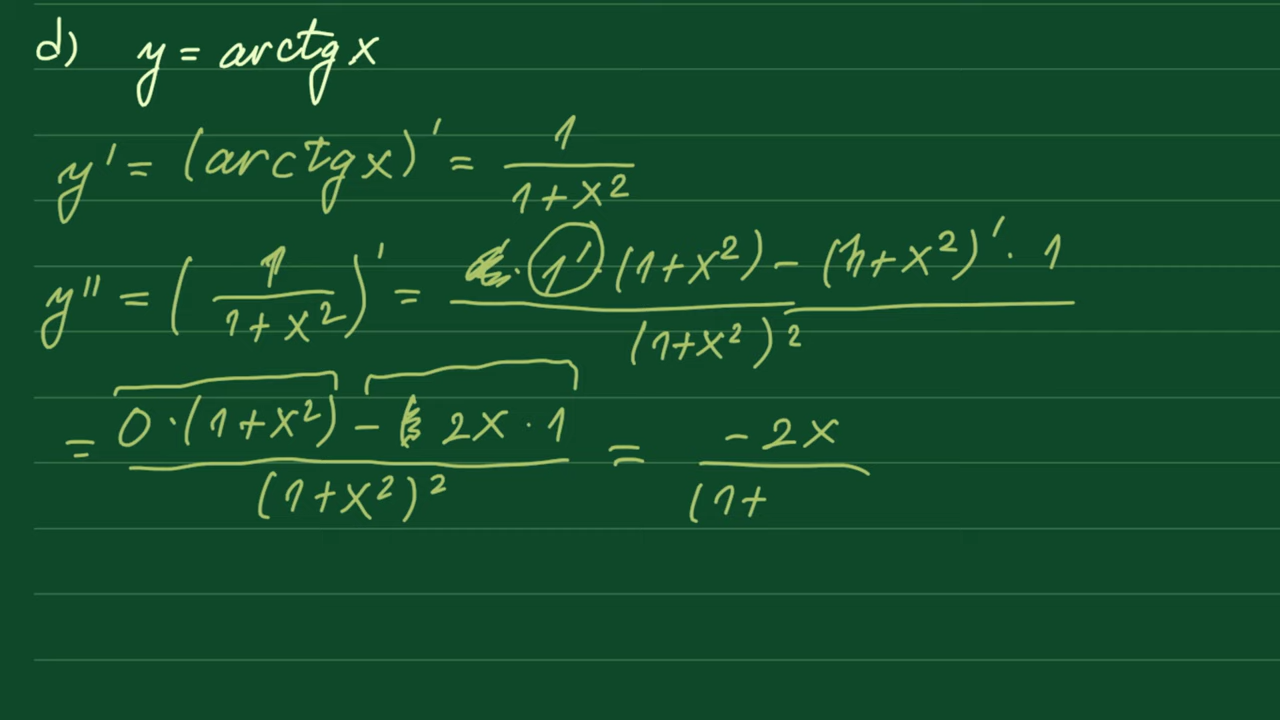 d) y = arctg x
y' = (arctg x)' = 1/(1+x²)
y'' = (1/(1+x²))' = (1' · (1+x²) - (1+x²)' · 1)/(1+x²)²
= (0 · (1+x²) - 2x · 1)/(1+x²)² = -2x/(1+